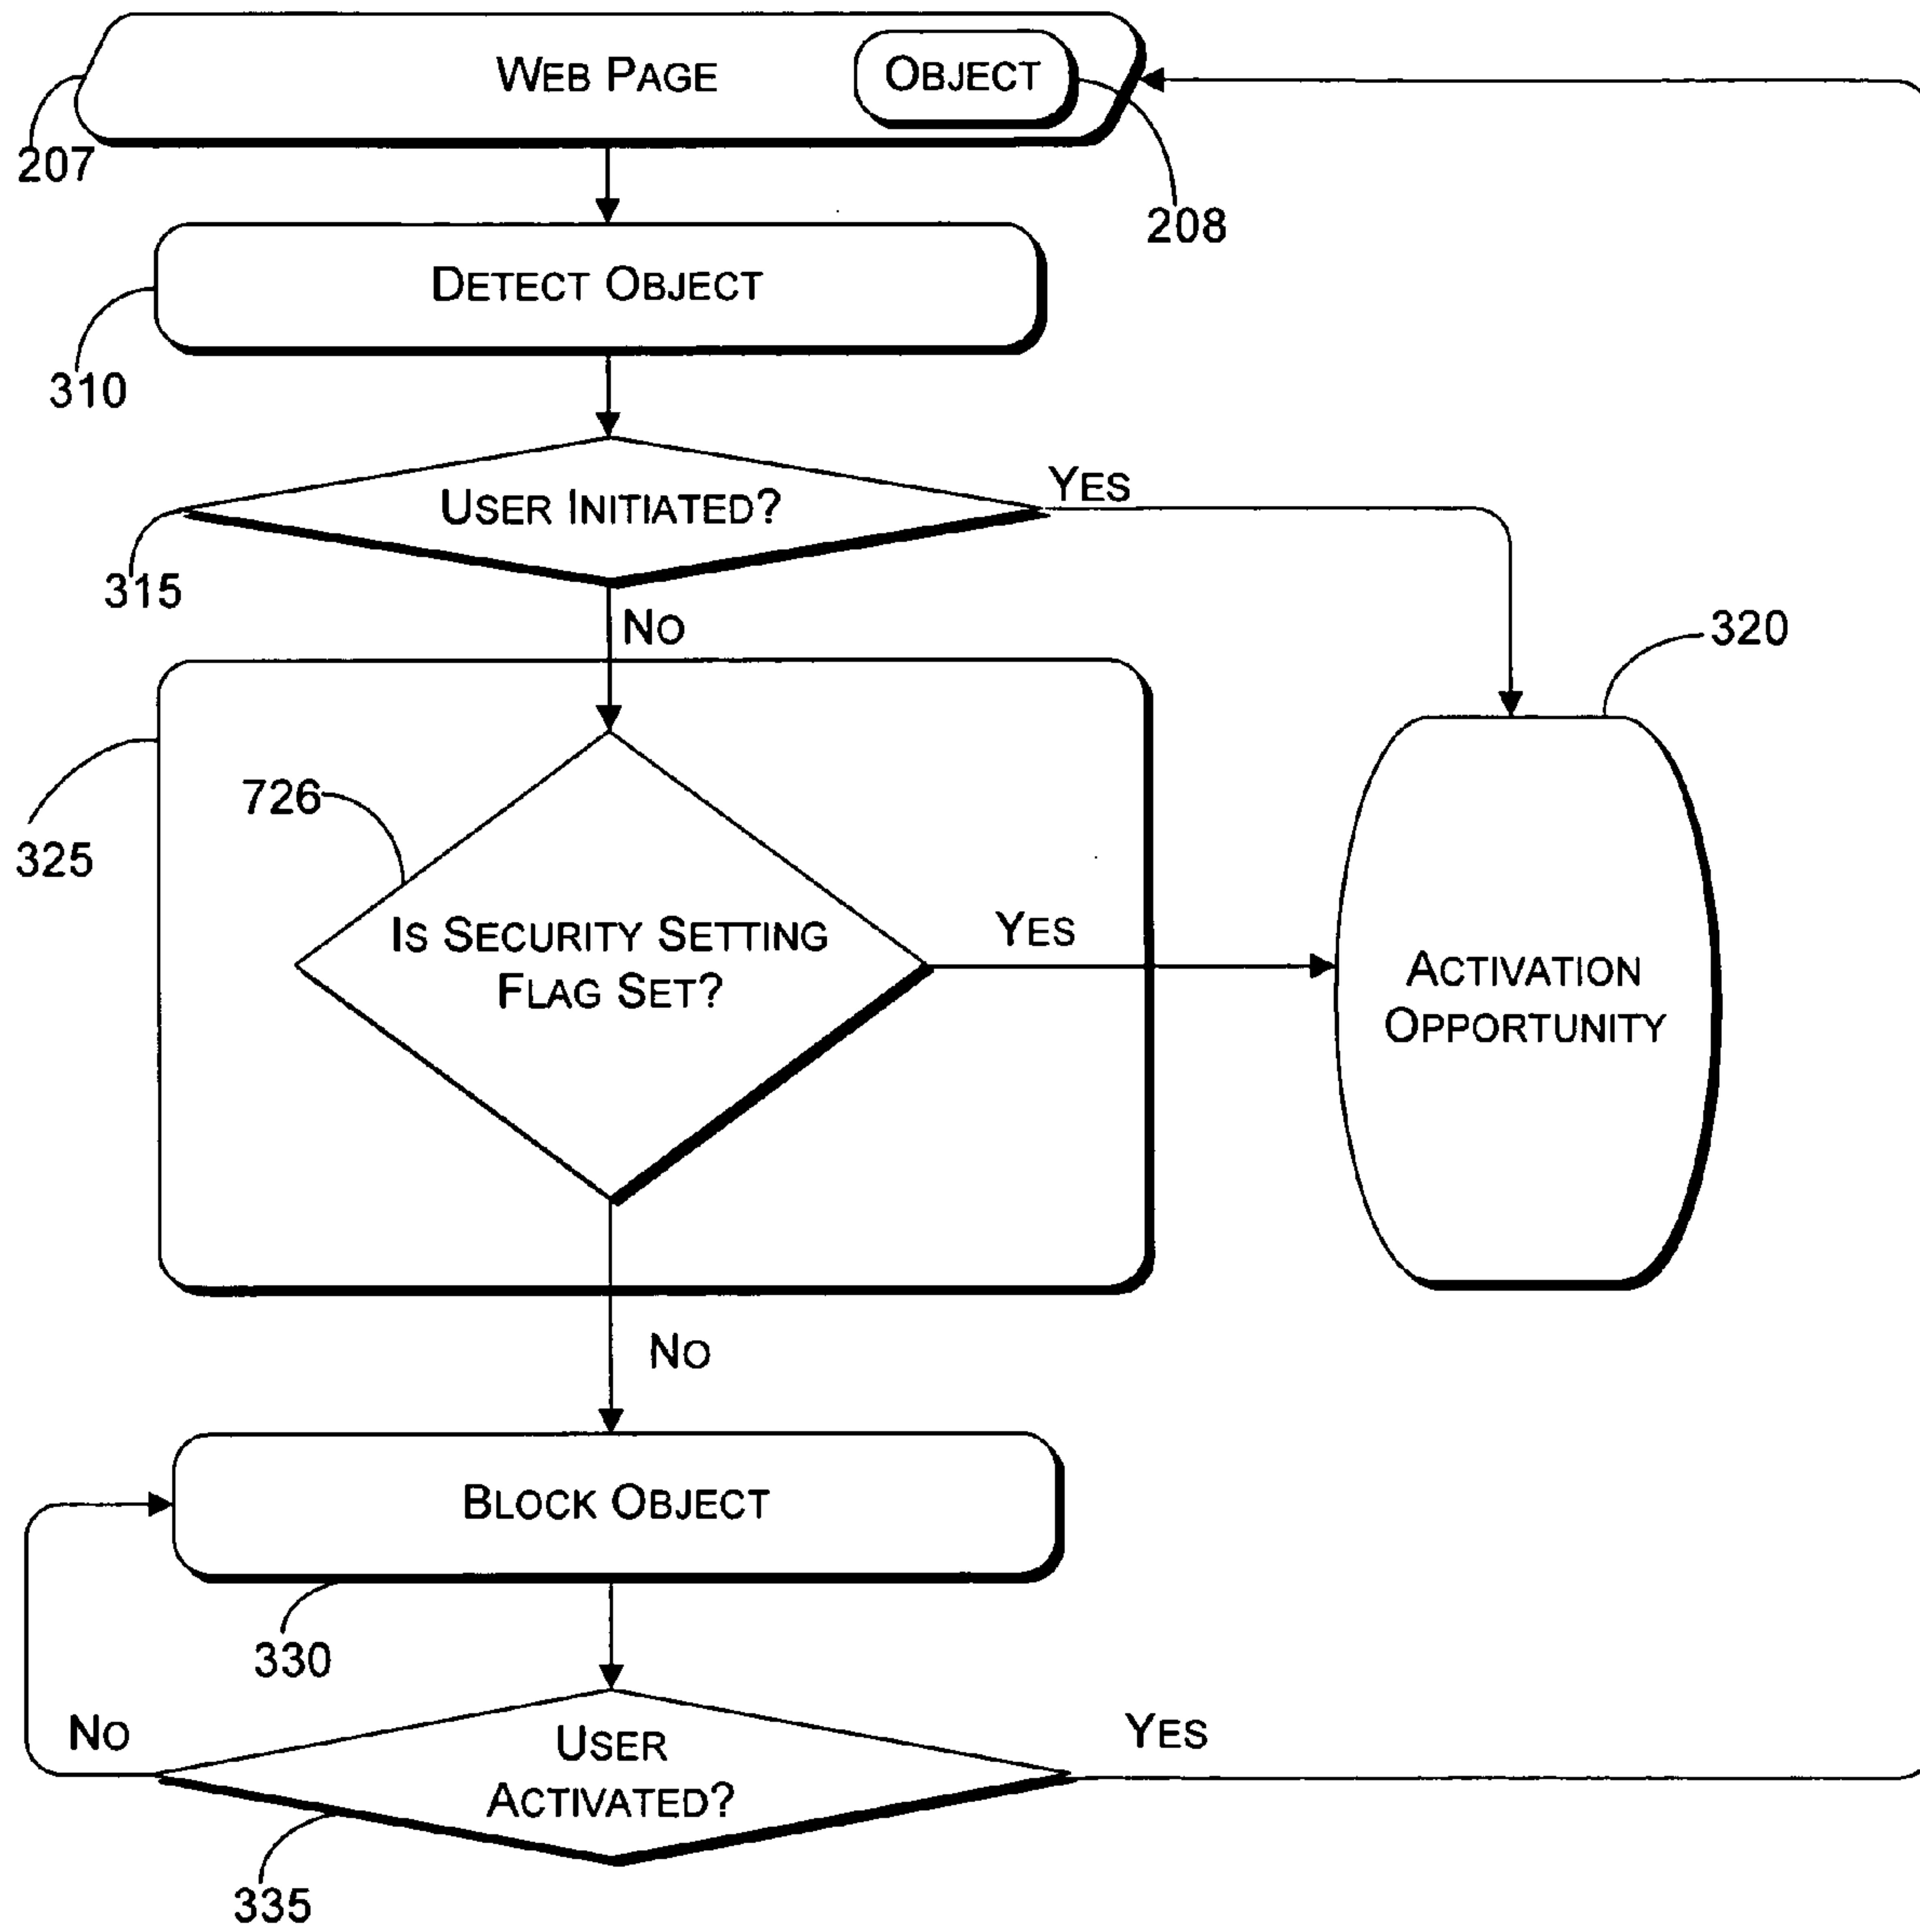 WEB PAGE
OBJECT
207
208
DETECT OBJECT
310
USER INITIATED?
YES
315
NO
320
325
726
IS SECURITY SETTING
FLAG SET?
YES
ACTIVATION
OPPORTUNITY
NO
BLOCK OBJECT
330
NO
USER
ACTIVATED?
YES
335